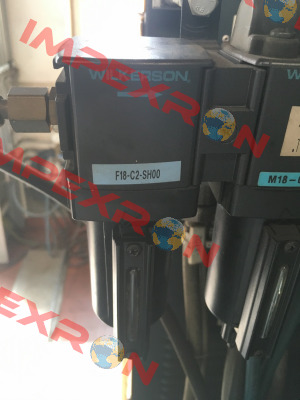 WILKERSON
F18-C2-SH00
M18-
IMPEXRON
IMPEXRON
IMPEXRON